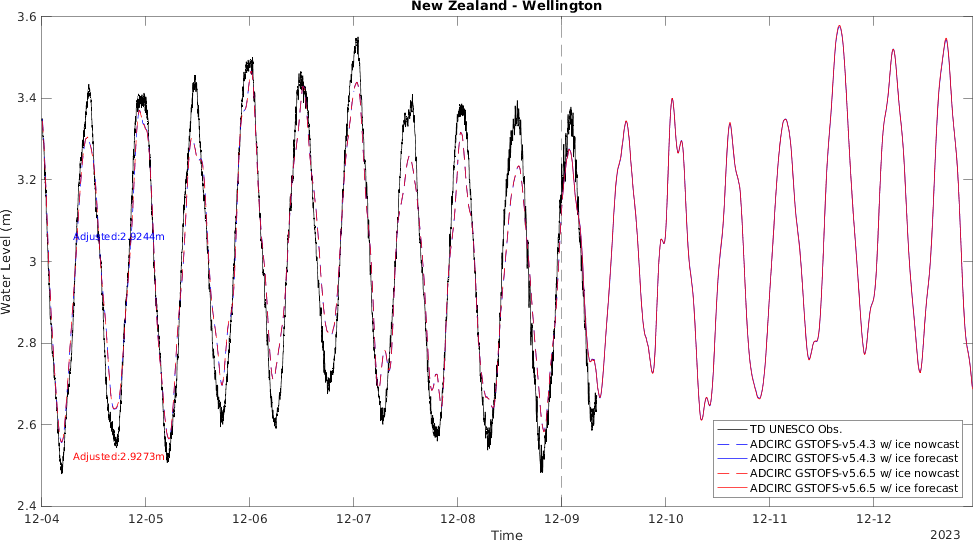 New Zealand - Wellington
3.6
3.4
3.2
3
2.8
2.6
2.4
Water Level (m)
Adjusted:2.9244m
Adjusted:2.9273m
TD UNESCO Obs.
ADCIRC GSTOFS-v5.4.3 w/ ice nowcast
ADCIRC GSTOFS-v5.4.3 w/ ice forecast
ADCIRC GSTOFS-v5.6.5 w/ ice nowcast
ADCIRC GSTOFS-v5.6.5 w/ ice forecast
12-04 12-05 12-06 12-07 12-08 12-09 12-10 12-11 12-12
Time
2023